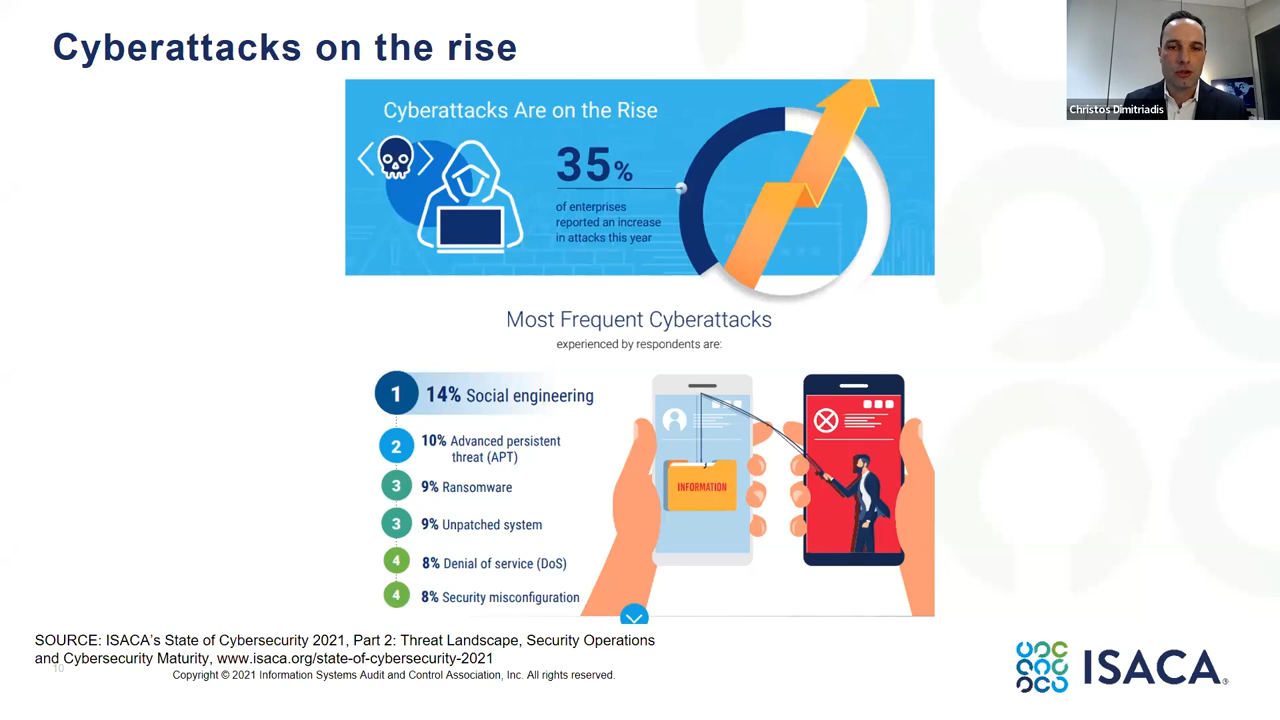 Cyberattacks on the rise
Christos Dimitriadis
Cyberattacks Are on the Rise
35%
of enterprises
reported an increase
in attacks this year
Most Frequent Cyberattacks
experienced by respondents are:
1 14% Social engineering
2 10% Advanced persistent
threat (APT)
3 9% Ransomware
3 9% Unpatched system
4 8% Denial of service (DoS)
4 8% Security misconfiguration
INFORMATION
SOURCE: ISACA's State of Cybersecurity 2021, Part 2: Threat Landscape, Security Operations
and Cybersecurity Maturity, www.isaca.org/state-of-cybersecurity-2021
10
Copyright © 2021 Information Systems Audit and Control Association, Inc. All rights reserved.
ISACA®